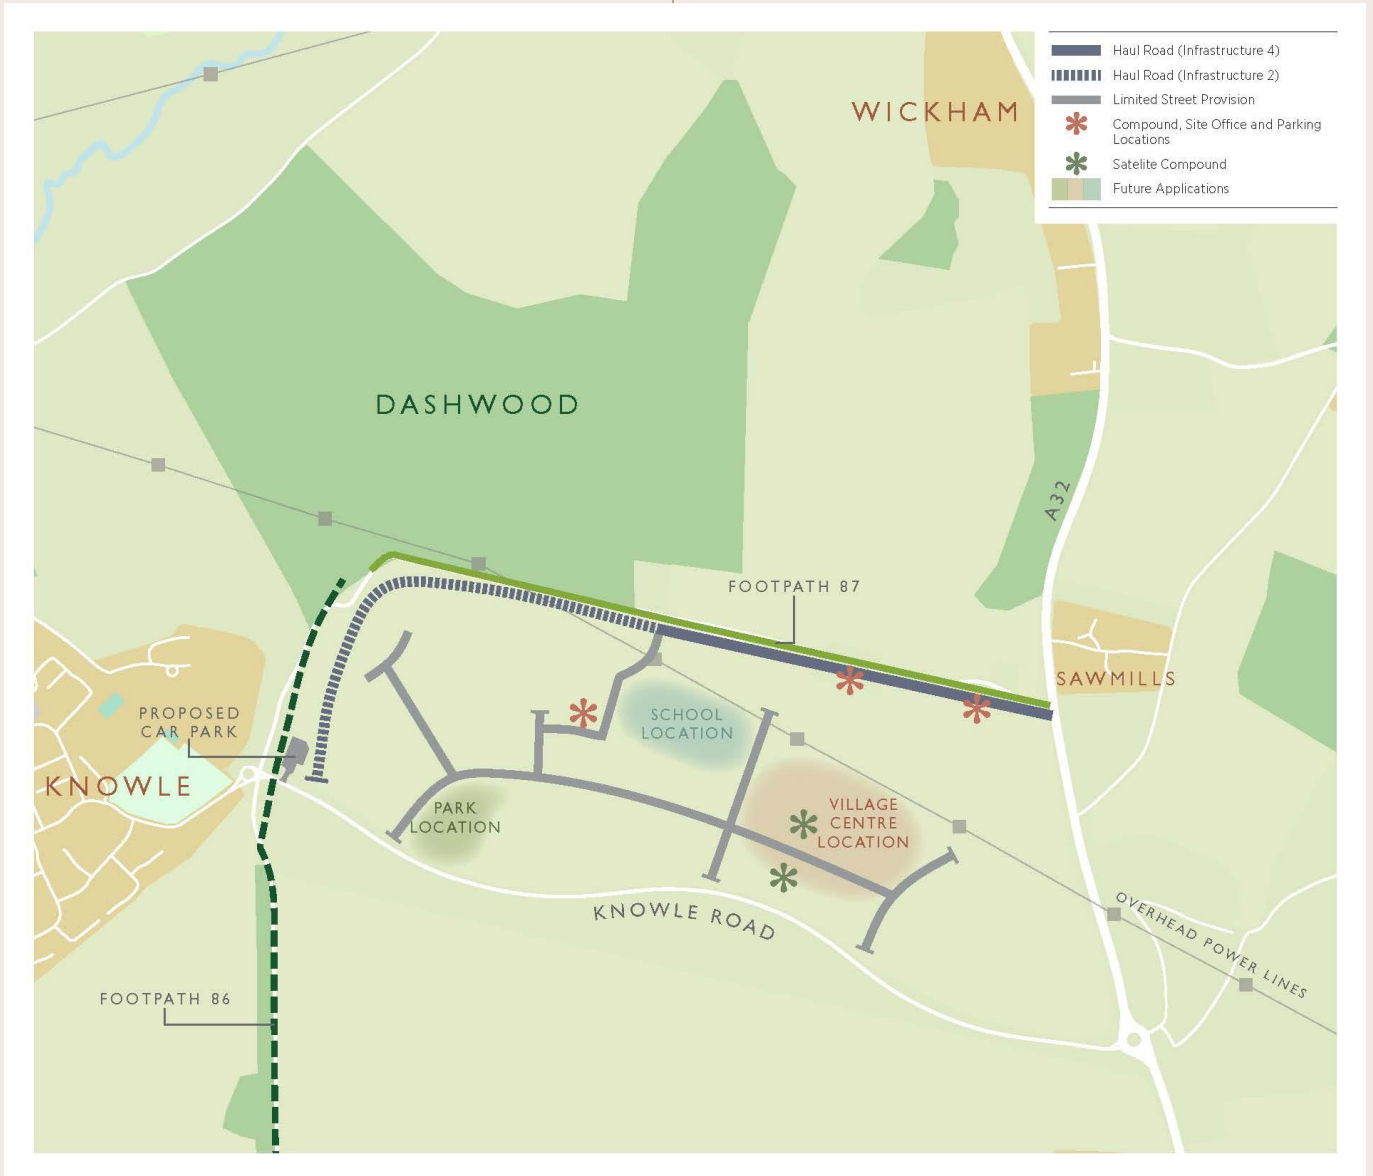 Haul Road (Infrastructure 4)
Haul Road (Infrastructure 2)
Limited Street Provision
Compound, Site Office and Parking
Locations
Satelite Compound
Future Applications
WICKHAM
DASHWOOD
A32
FOOTPATH 87
SAWMILLS
PROPOSED
CAR PARK
SCHOOL
LOCATION
KNOWLE
PARK
LOCATION
VILLAGE
CENTRE
LOCATION
KNOWLE ROAD
OVERHEAD POWER LINES
FOOTPATH 86